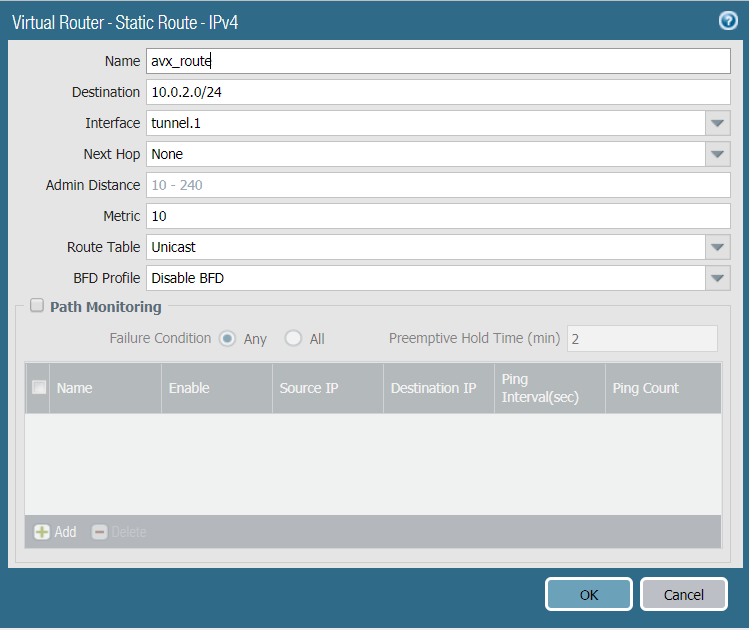 Virtual Router - Static Route - IPv4
?
Name avx_route
Destination 10.0.2.0/24
Interface tunnel.1
Next Hop None
Admin Distance 10 - 240
Metric 10
Route Table Unicast
BFD Profile Disable BFD
Path Monitoring
Failure Condition Any All Preemptive Hold Time (min) 2
Name Enable Source IP Destination IP Ping Interval(sec) Ping Count
Add Delete
OK Cancel